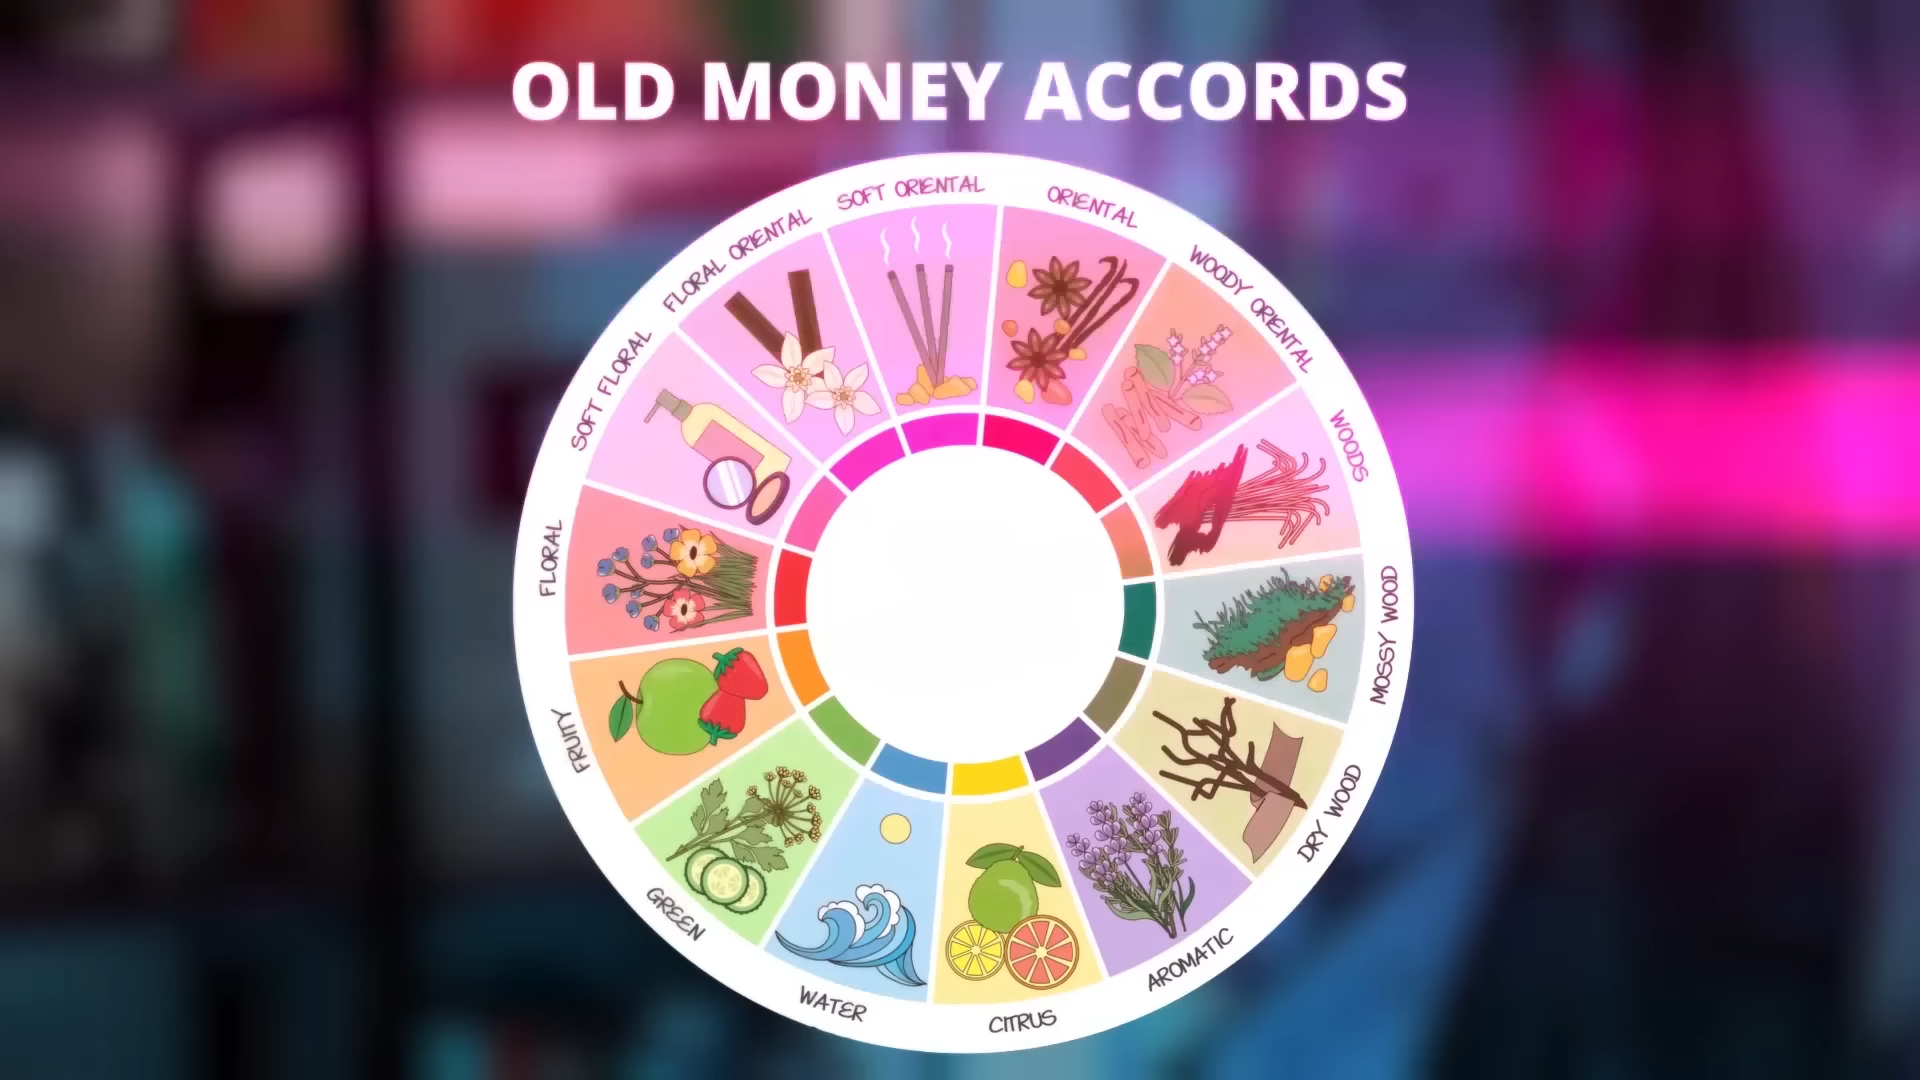 OLD MONEY ACCORDS
SOFT ORIENTAL
ORIENTAL
WOODY ORIENTAL
WOODS
MOSSY WOOD
DRY WOOD
AROMATIC
CITRUS
WATER
GREEN
FRUITY
FLORAL
SOFT FLORAL
FLORAL ORIENTAL